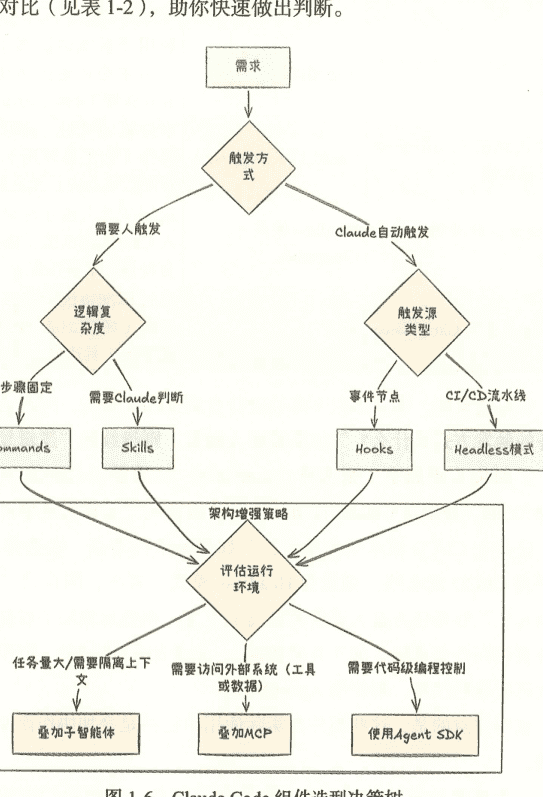 对比（见表 1-2），助你快速做出判断。
需求
触发方
式
需要人触发
Claude自动触发
逻辑复
杂度
触发源
类型
步骤固定
需要Claude判断
事件节点
CI/CD流水线
ommands
Skills
Hooks
Headless模式
架构增强策略
评估运行
环境
任务量大/需要隔离上下
文
需要访问外部系统（工具
或数据）
需要代码级编程控制
叠加子智能体
叠加MCP
使用Agent SDK
图 1-6 Claude Code 组件选型决策树